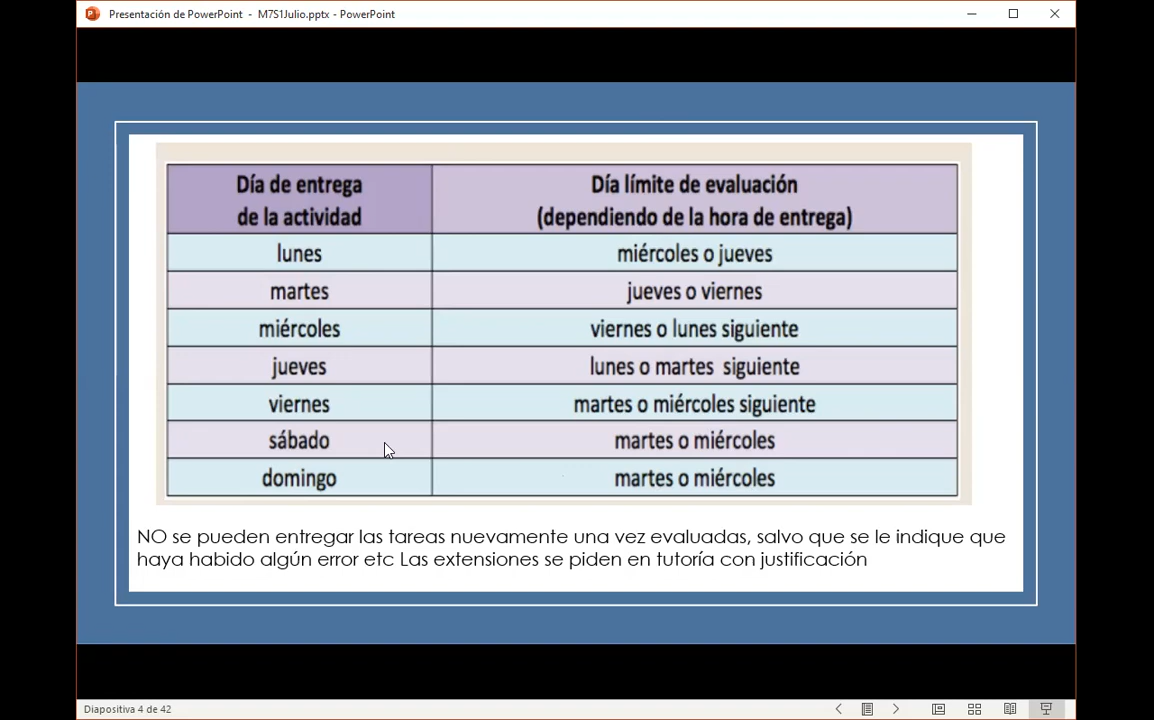 Presentación de PowerPoint - M7S1Julio.pptx - PowerPoint
Día de entrega de la actividad
Día límite de evaluación (dependiendo de la hora de entrega)
lunes miércoles o jueves
martes jueves o viernes
miércoles viernes o lunes siguiente
jueves lunes o martes siguiente
viernes martes o miércoles siguiente
sábado martes o miércoles
domingo martes o miércoles
NO se pueden entregar las tareas nuevamente una vez evaluadas, salvo que se le indique que
haya habido algún error etc Las extensiones se piden en tutoría con justificación
Diapositiva 4 de 42